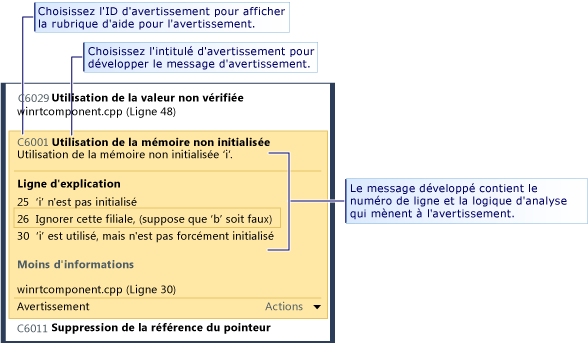 Choisissez l'ID d'avertissement pour afficher
la rubrique d'aide pour l'avertissement.
Choisissez l'intitulé d'avertissement pour
développer le message d'avertissement.
C6029 Utilisation de la valeur non vérifiée
winrtcomponent.cpp (Ligne 48)
C6001 Utilisation de la mémoire non initialisée
Utilisation de la mémoire non initialisée 'i'.
Ligne d'explication
25 'i' n'est pas initialisé
26 Ignorer cette filiale, (suppose que 'b' soit faux)
30 'i' est utilisé, mais n'est pas forcément initialisé
Le message développé contient le
numéro de ligne et la logique d'analyse
qui mènent à l'avertissement.
Moins d'informations
winrtcomponent.cpp (Ligne 30)
Avertissement Actions
C6011 Suppression de la référence du pointeur